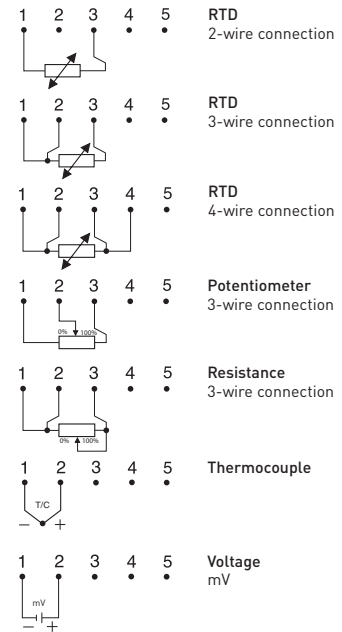 1 2 3 4 5 RTD
2-wire connection
1 2 3 4 5 RTD
3-wire connection
1 2 3 4 5 RTD
4-wire connection
1 2 3 4 5 Potentiometer
3-wire connection
0% 100%
1 2 3 4 5 Resistance
3-wire connection
0% 100%
1 2 3 4 5 Thermocouple
T/C
− +
1 2 3 4 5 Voltage
mV
mV
− +